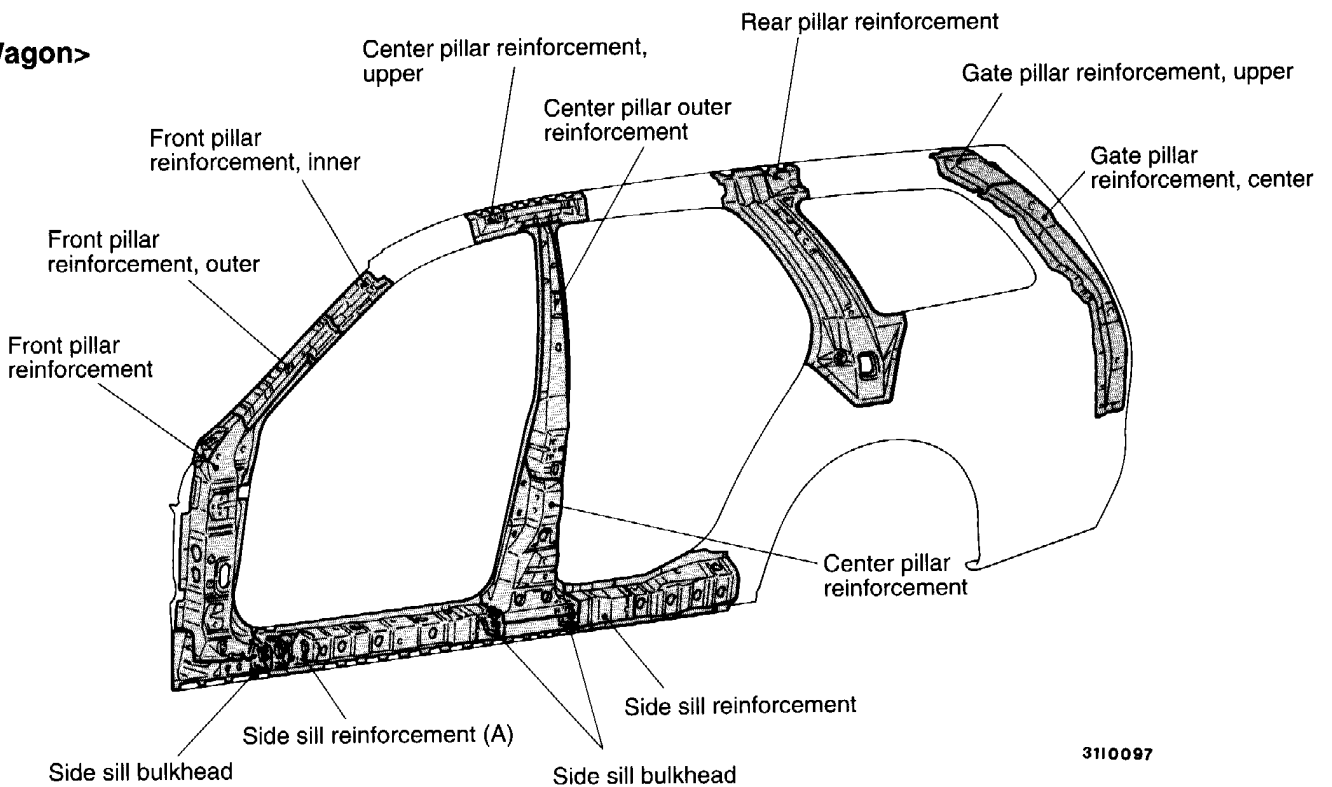 Wagon>
Rear pillar reinforcement
Center pillar reinforcement,
upper
Gate pillar reinforcement, upper
Center pillar outer
reinforcement
Front pillar
reinforcement, inner
Gate pillar
reinforcement, center
Front pillar
reinforcement, outer
Front pillar
reinforcement
Center pillar
reinforcement
Side sill reinforcement
Side sill reinforcement (A)
Side sill bulkhead
Side sill bulkhead
31I0097